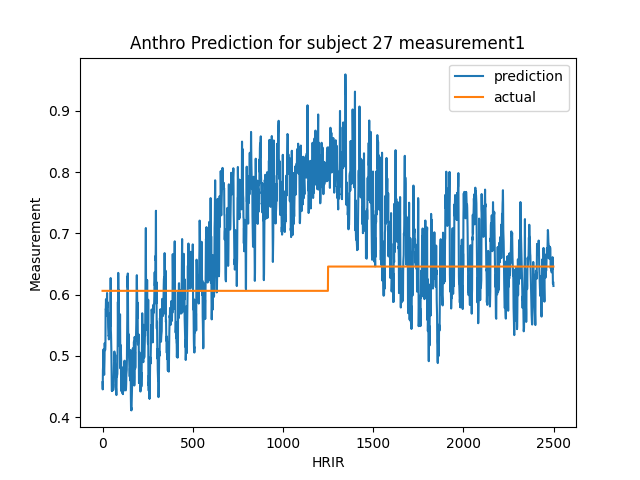 Anthro Prediction for subject 27 measurement1
prediction
actual
Measurement
0.9
0.8
0.7
0.6
0.5
0.4
0
500
1000
1500
2000
2500
HRIR